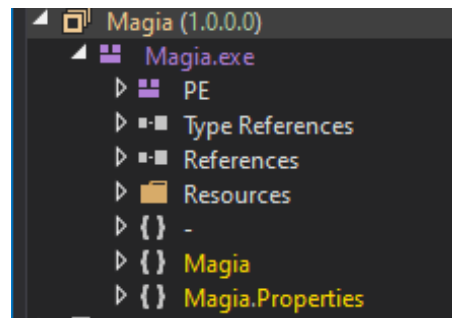 Magia (1.0.0.0)
Magia.exe
PE
Type References
References
Resources
{ } -
{ } Magia
{ } Magia.Properties